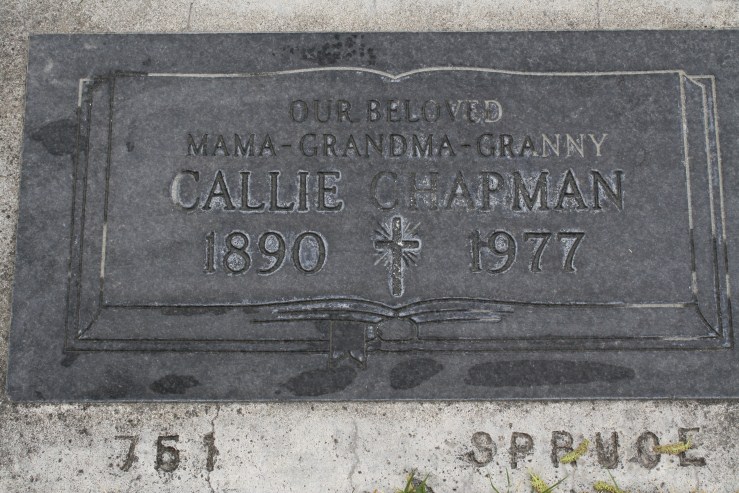 OUR BELOVED
MAMA-GRANDMA-GRANNY
CALLIE CHAPMAN
1890 1977
751 SPRUCE